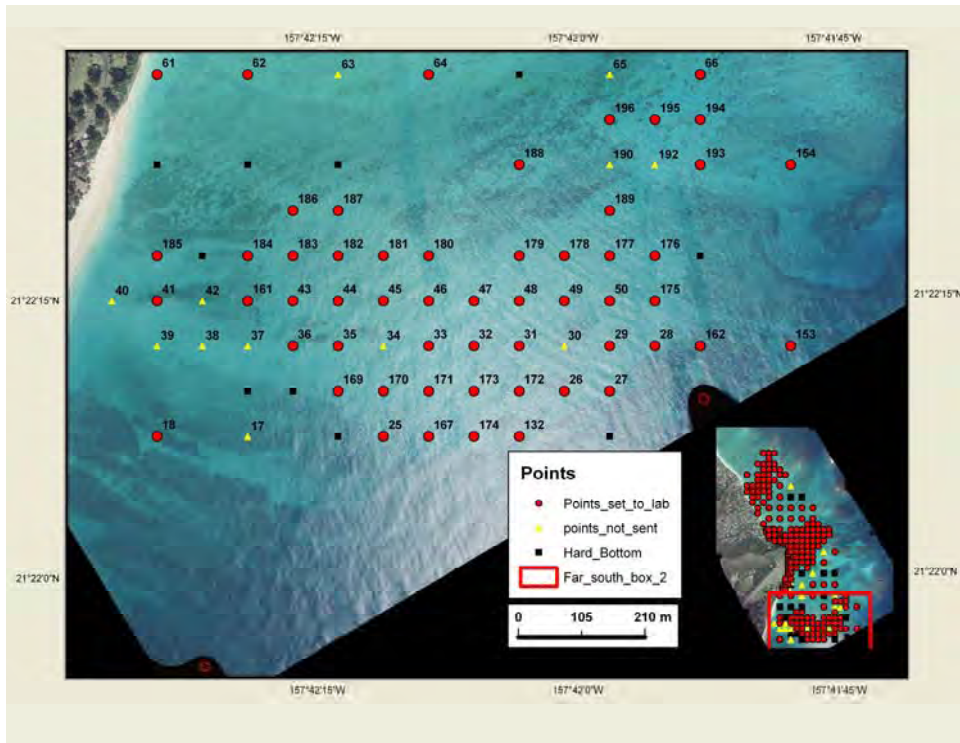 157°42'15"W 157°42'0"W 157°41'45"W
61 62 63 64 65 66
196 195 194
188 190 192 193 154
186 187 189
185 184 183 182 181 180 179 178 177 176
21°22'15"N 40 41 42 161 43 44 45 46 47 48 49 50 175 21°22'15"N
39 38 37 36 35 34 33 32 31 30 29 28 162 153
169 170 171 173 172 26 27
18 17 25 167 174 132
Points
Points_set_to_lab
points_not_sent
Hard_Bottom
Far_south_box_2
21°22'0"N 21°22'0"N
0 105 210 m
157°42'15"W 157°42'0"W 157°41'45"W